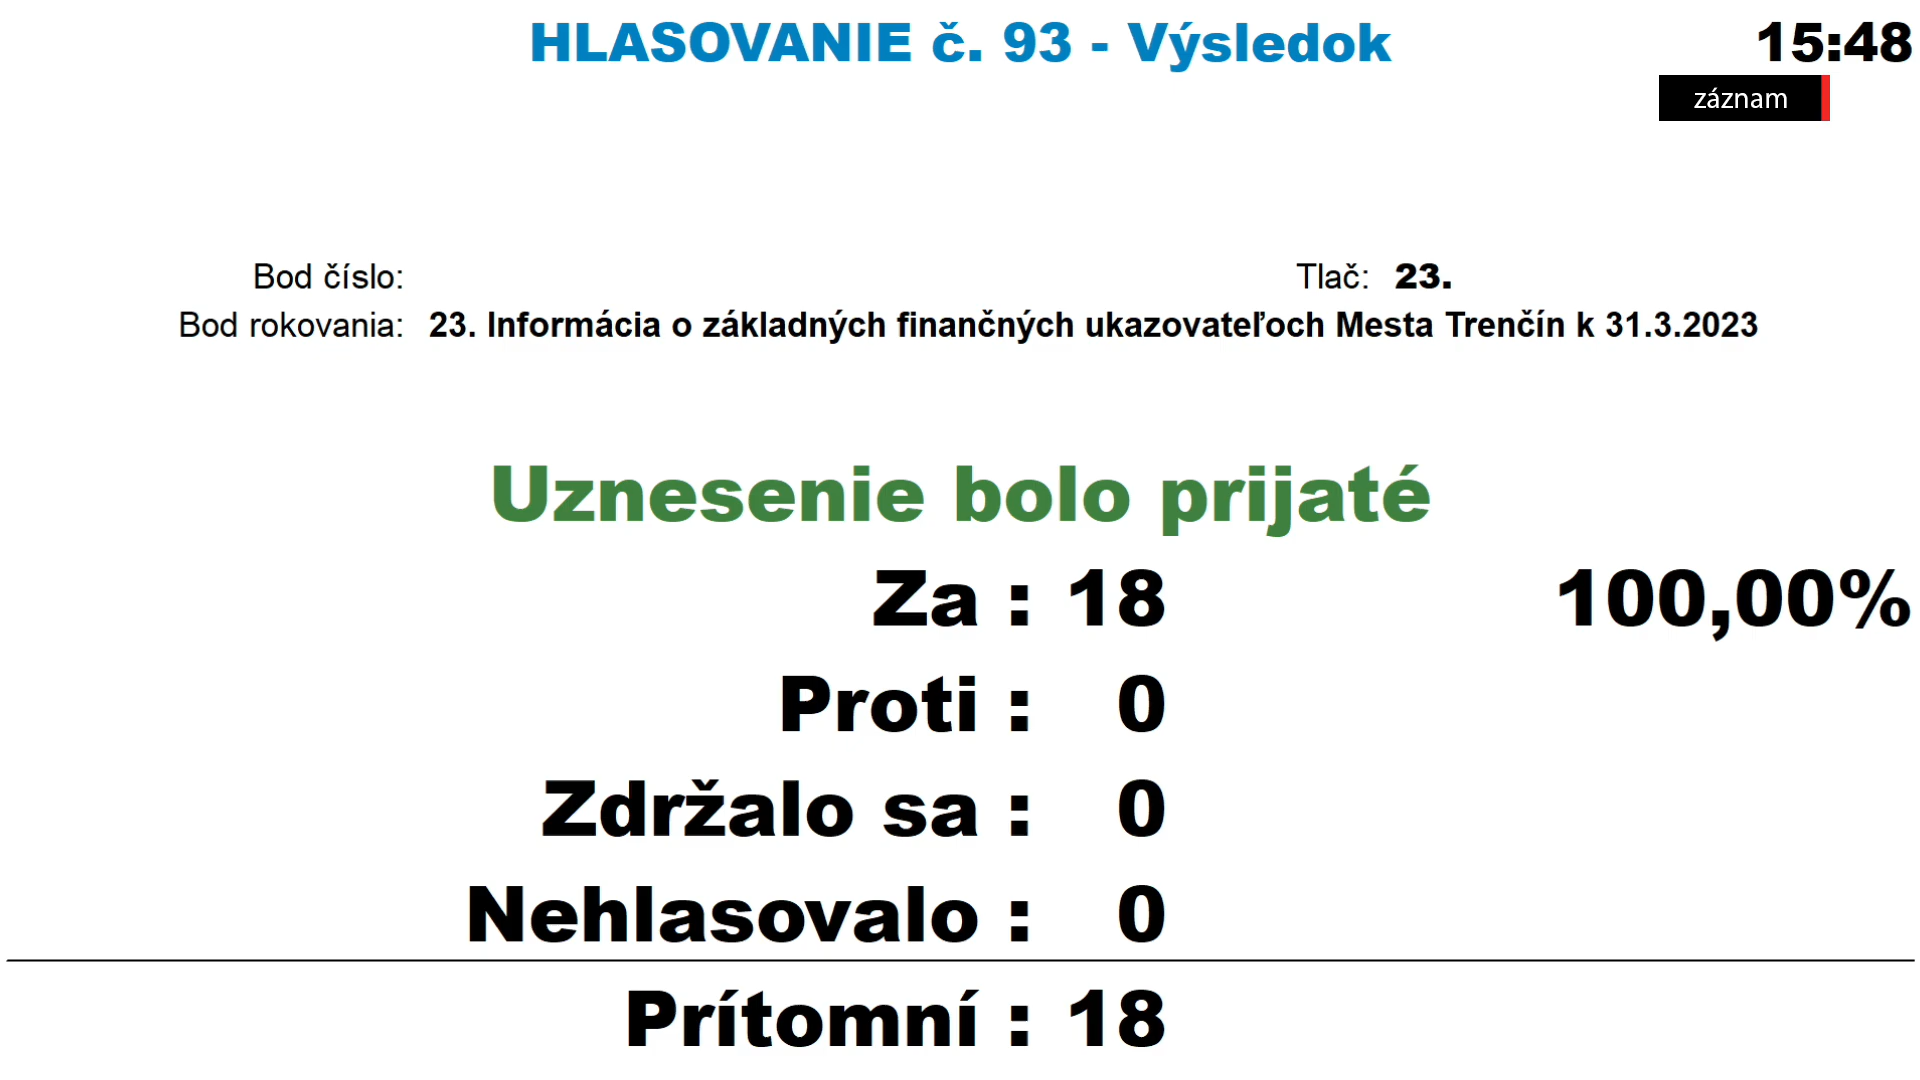 HLASOVANIE č. 93 - Výsledok
15:48
záznam
Bod číslo:
Tlač: 23.
Bod rokovania: 23. Informácia o základných finančných ukazovateľoch Mesta Trenčín k 31.3.2023
Uznesenie bolo prijaté
Za : 18 100,00%
Proti : 0
Zdržalo sa : 0
Nehlasovalo : 0
Prítomní : 18